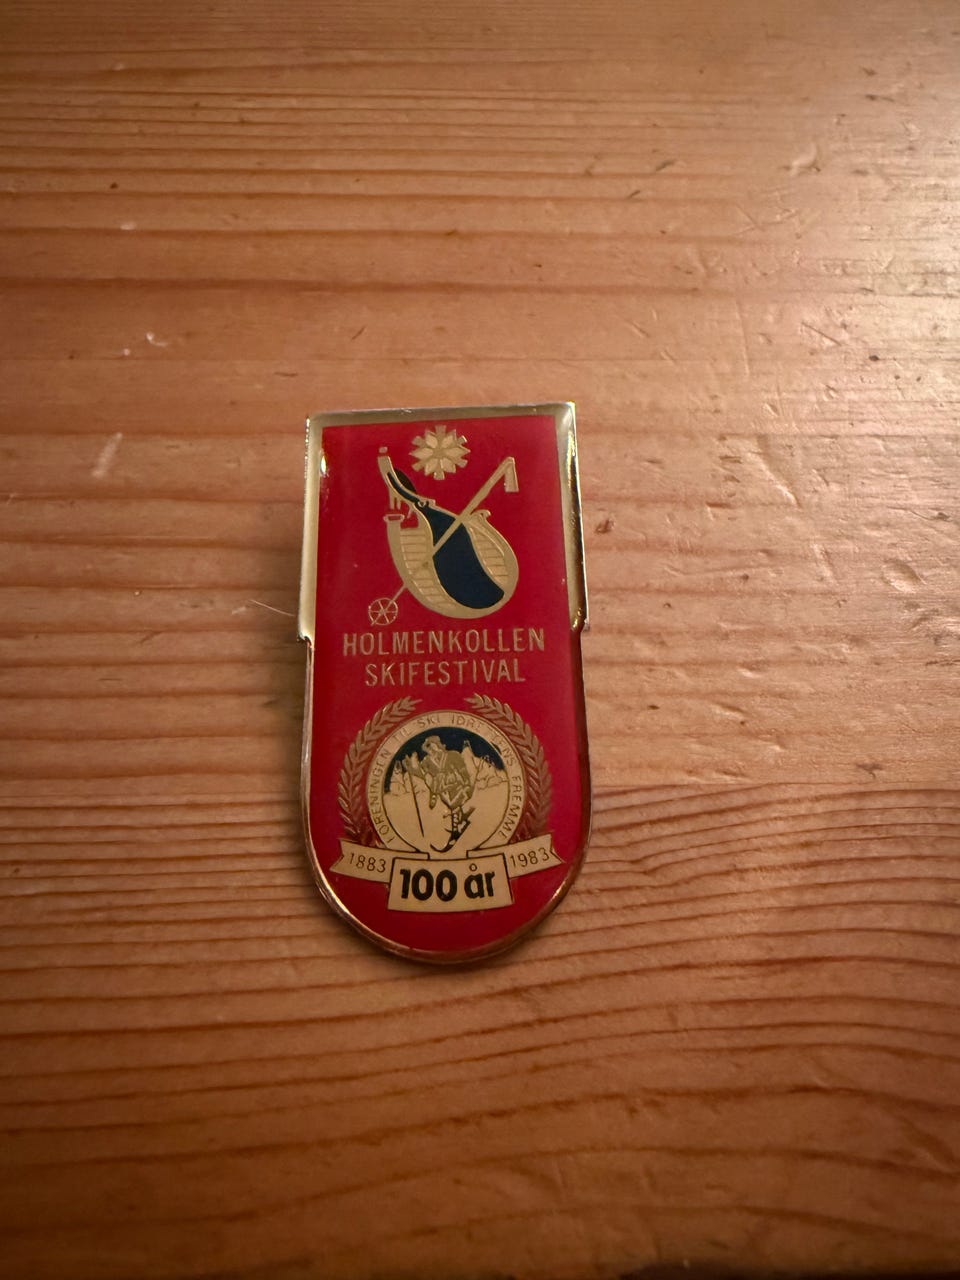 HOLMENKOLLEN
SKIFESTIVAL
FORENINGEN TIL SKI IDRETTENS FREMME
1883
100 år
1983